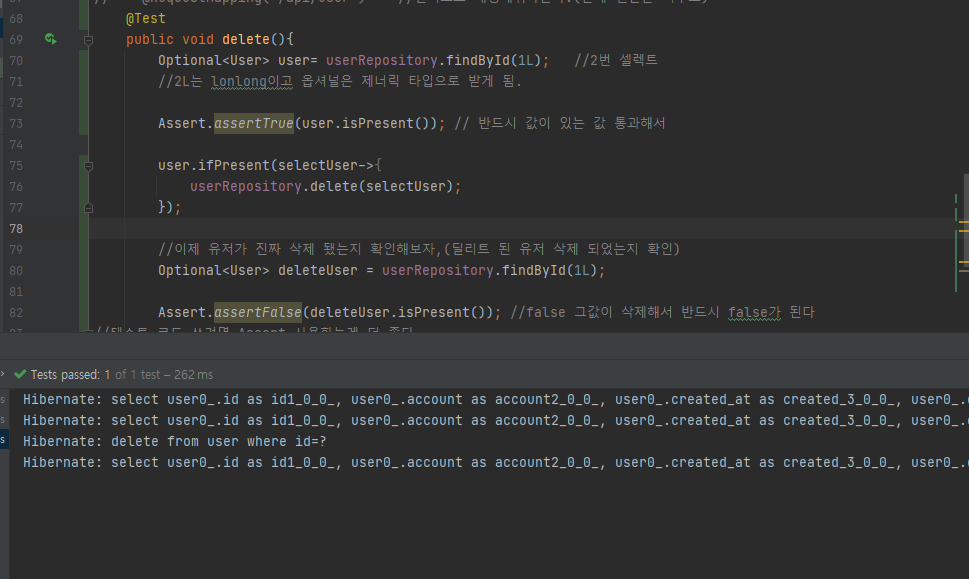 68 @Test
69 public void delete(){
70 Optional<User> user= userRepository.findById(1L); //2번 셀렉트
71 //2L는 lonlong이고 옵셔널은 제너릭 타입으로 받게 됨.
72
73 Assert.assertTrue(user.isPresent()); // 반드시 값이 있는 값 통과해서
74
75 user.ifPresent(selectUser->{
76 userRepository.delete(selectUser);
77 });
78
79 //이제 유저가 진짜 삭제 됐는지 확인해보자,(딜리트 된 유저 삭제 되었는지 확인)
80 Optional<User> deleteUser = userRepository.findById(1L);
81
82 Assert.assertFalse(deleteUser.isPresent()); //false 그값이 삭제해서 반드시 false가 된다
Tests passed: 1 of 1 test – 262 ms
Hibernate: select user0_.id as id1_0_0_, user0_.account as account2_0_0_, user0_.created_at as created_3_0_0_, user0_.
Hibernate: select user0_.id as id1_0_0_, user0_.account as account2_0_0_, user0_.created_at as created_3_0_0_, user0_.
Hibernate: delete from user where id=?
Hibernate: select user0_.id as id1_0_0_, user0_.account as account2_0_0_, user0_.created_at as created_3_0_0_, user0_.